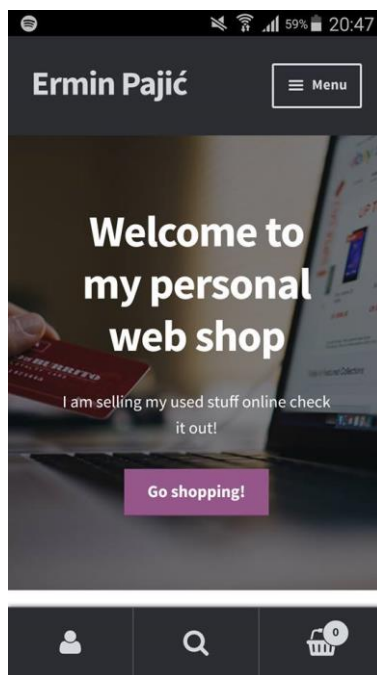 59% 20:47
Ermin Pajić
Menu
Welcome to
my personal
web shop
BURRITO
I am selling my used stuff online check
it out!
Go shopping!
0